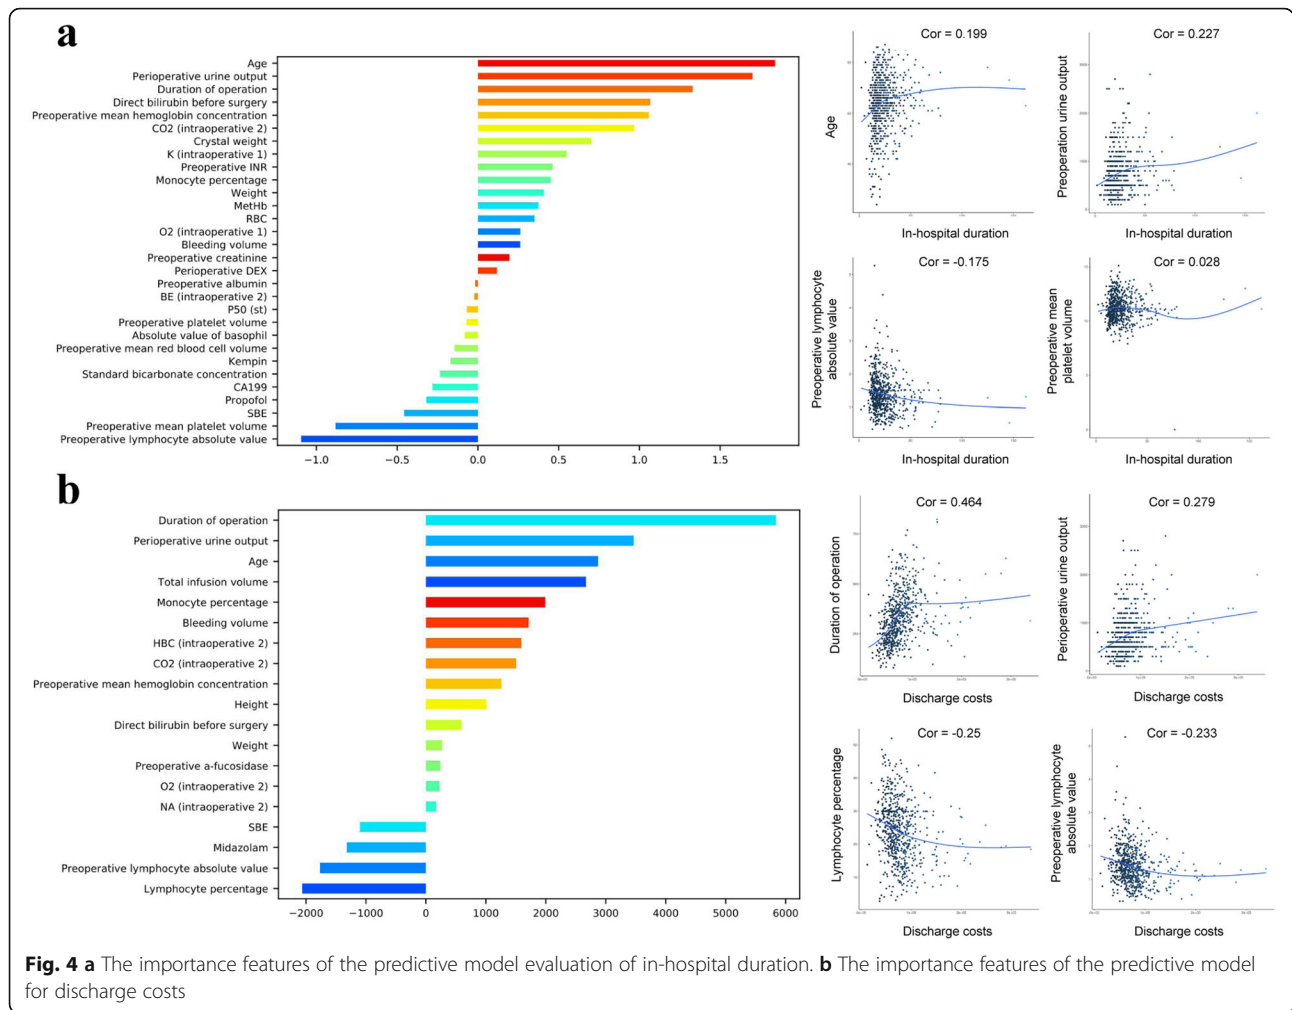 a
Age
Perioperative urine output
Duration of operation
Direct bilirubin before surgery
Preoperative mean hemoglobin concentration
CO2 (intraoperative 2)
Crystal weight
K (intraoperative 1)
Preoperative INR
Monocyte percentage
Weight
MetHb
RBC
O2 (intraoperative 1)
Bleeding volume
Preoperative creatinine
Perioperative DEX
Preoperative albumin
BE (intraoperative 2)
P50 (st)
Preoperative platelet volume
Absolute value of basophil
Preoperative mean red blood cell volume
Kempin
Standard bicarbonate concentration
CA199
Propofol
SBE
Preoperative mean platelet volume
Preoperative lymphocyte absolute value
−1.0 −0.5 0.0 0.5 1.0 1.5
Cor = 0.199
Age
In-hospital duration
Cor = 0.227
Preoperation urine output
In-hospital duration
Cor = -0.175
Preoperative lymphocyte
absolute value
In-hospital duration
Cor = 0.028
Preoperative mean
platelet volume
In-hospital duration
b
Duration of operation
Perioperative urine output
Age
Total infusion volume
Monocyte percentage
Bleeding volume
HBC (intraoperative 2)
CO2 (intraoperative 2)
Preoperative mean hemoglobin concentration
Height
Direct bilirubin before surgery
Weight
Preoperative a-fucosidase
O2 (intraoperative 2)
NA (intraoperative 2)
SBE
Midazolam
Preoperative lymphocyte absolute value
Lymphocyte percentage
−2000 −1000 0 1000 2000 3000 4000 5000 6000
Cor = 0.464
Duration of operation
Discharge costs
Cor = 0.279
Perioperative urine output
Discharge costs
Cor = -0.25
Lymphocyte percentage
Discharge costs
Cor = -0.233
Preoperative lymphocyte
absolute value
Discharge costs
Fig. 4 a The importance features of the predictive model evaluation of in-hospital duration. b The importance features of the predictive model
for discharge costs